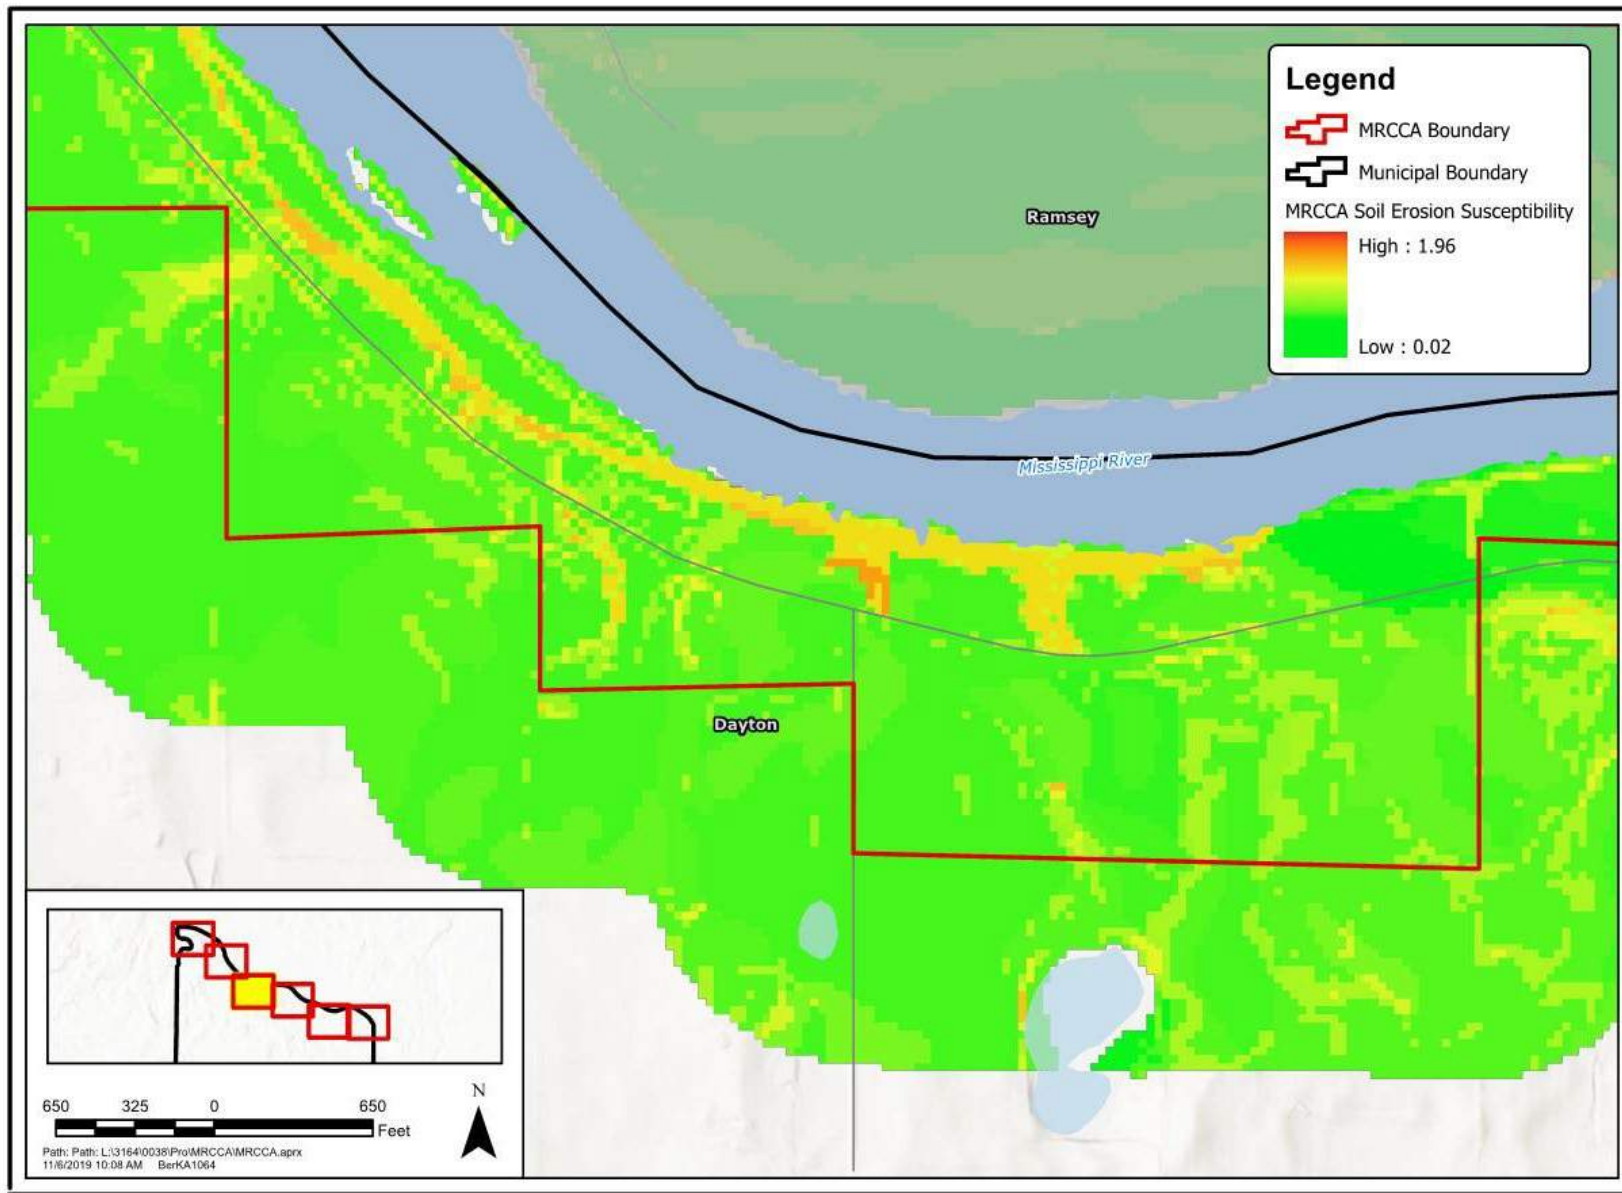 Legend
MRCCA Boundary
Municipal Boundary
MRCCA Soil Erosion Susceptibility
High : 1.96
Low : 0.02
Ramsey
Mississippi River
Dayton
N
650 325 0 650
Feet
Path: Path: L:\3164\0038\Pro\MRCCA\MRCCA.aprx
11/6/2019 10:08 AM BerKA1064